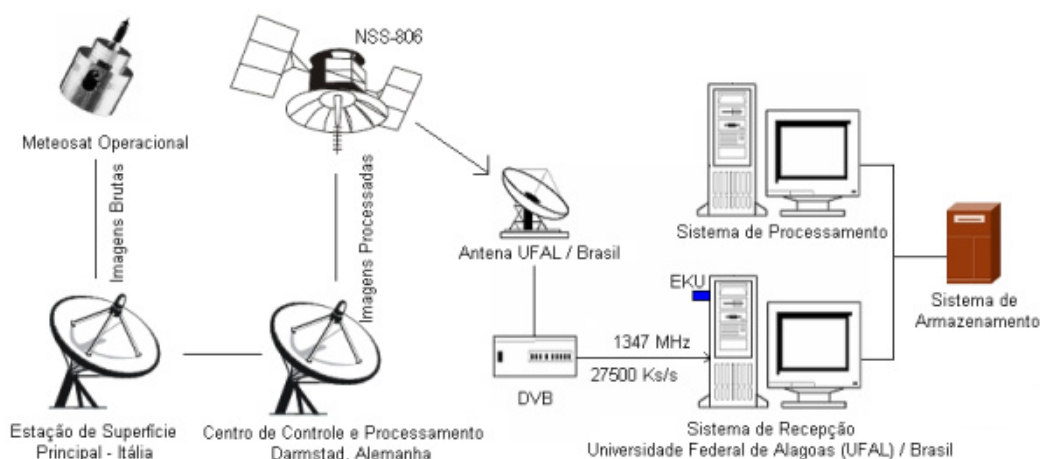 NSS-806
Meteosat Operacional
Imagens Brutas
Imagens Processadas
Antena UFAL / Brasil
Sistema de Processamento
EKU
Sistema de
Armazenamento
1347 MHz
27500 Ks/s
DVB
Estação de Superfície
Principal - Itália
Centro de Controle e Processamento
Darmstad, Alemanha
Sistema de Recepção
Universidade Federal de Alagoas (UFAL) / Brasil